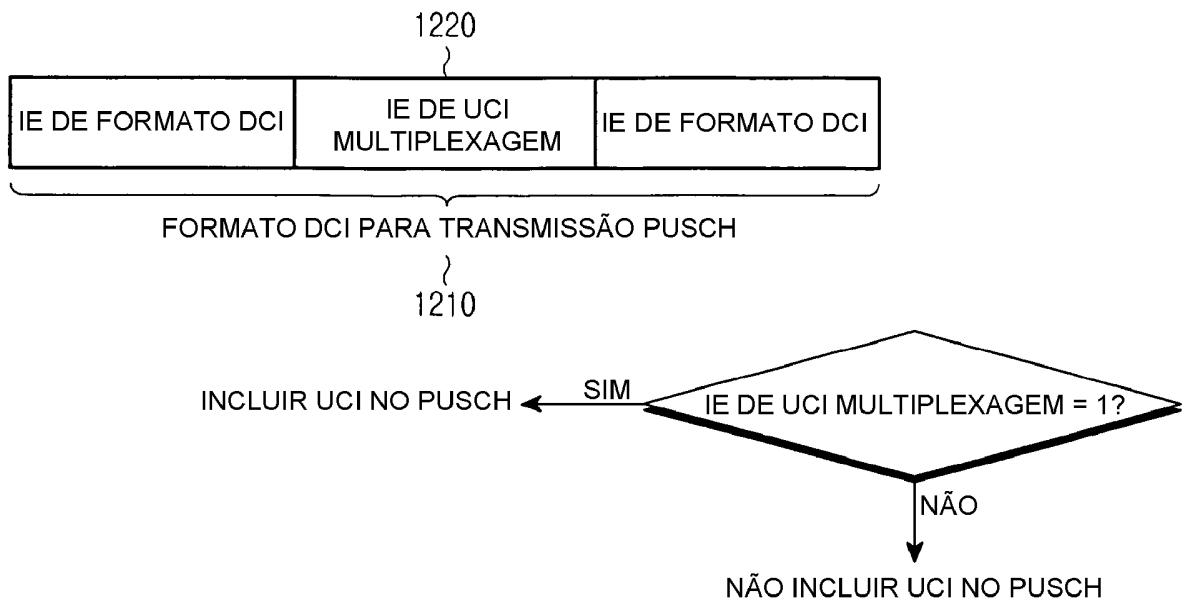 1220
IE DE FORMATO DCI
IE DE UCI
MULTIPLEXAGEM
IE DE FORMATO DCI
FORMATO DCI PARA TRANSMISSÃO PUSCH
1210
INCLUIR UCI NO PUSCH
SIM
IE DE UCI MULTIPLEXAGEM = 1?
NÃO
NÃO INCLUIR UCI NO PUSCH